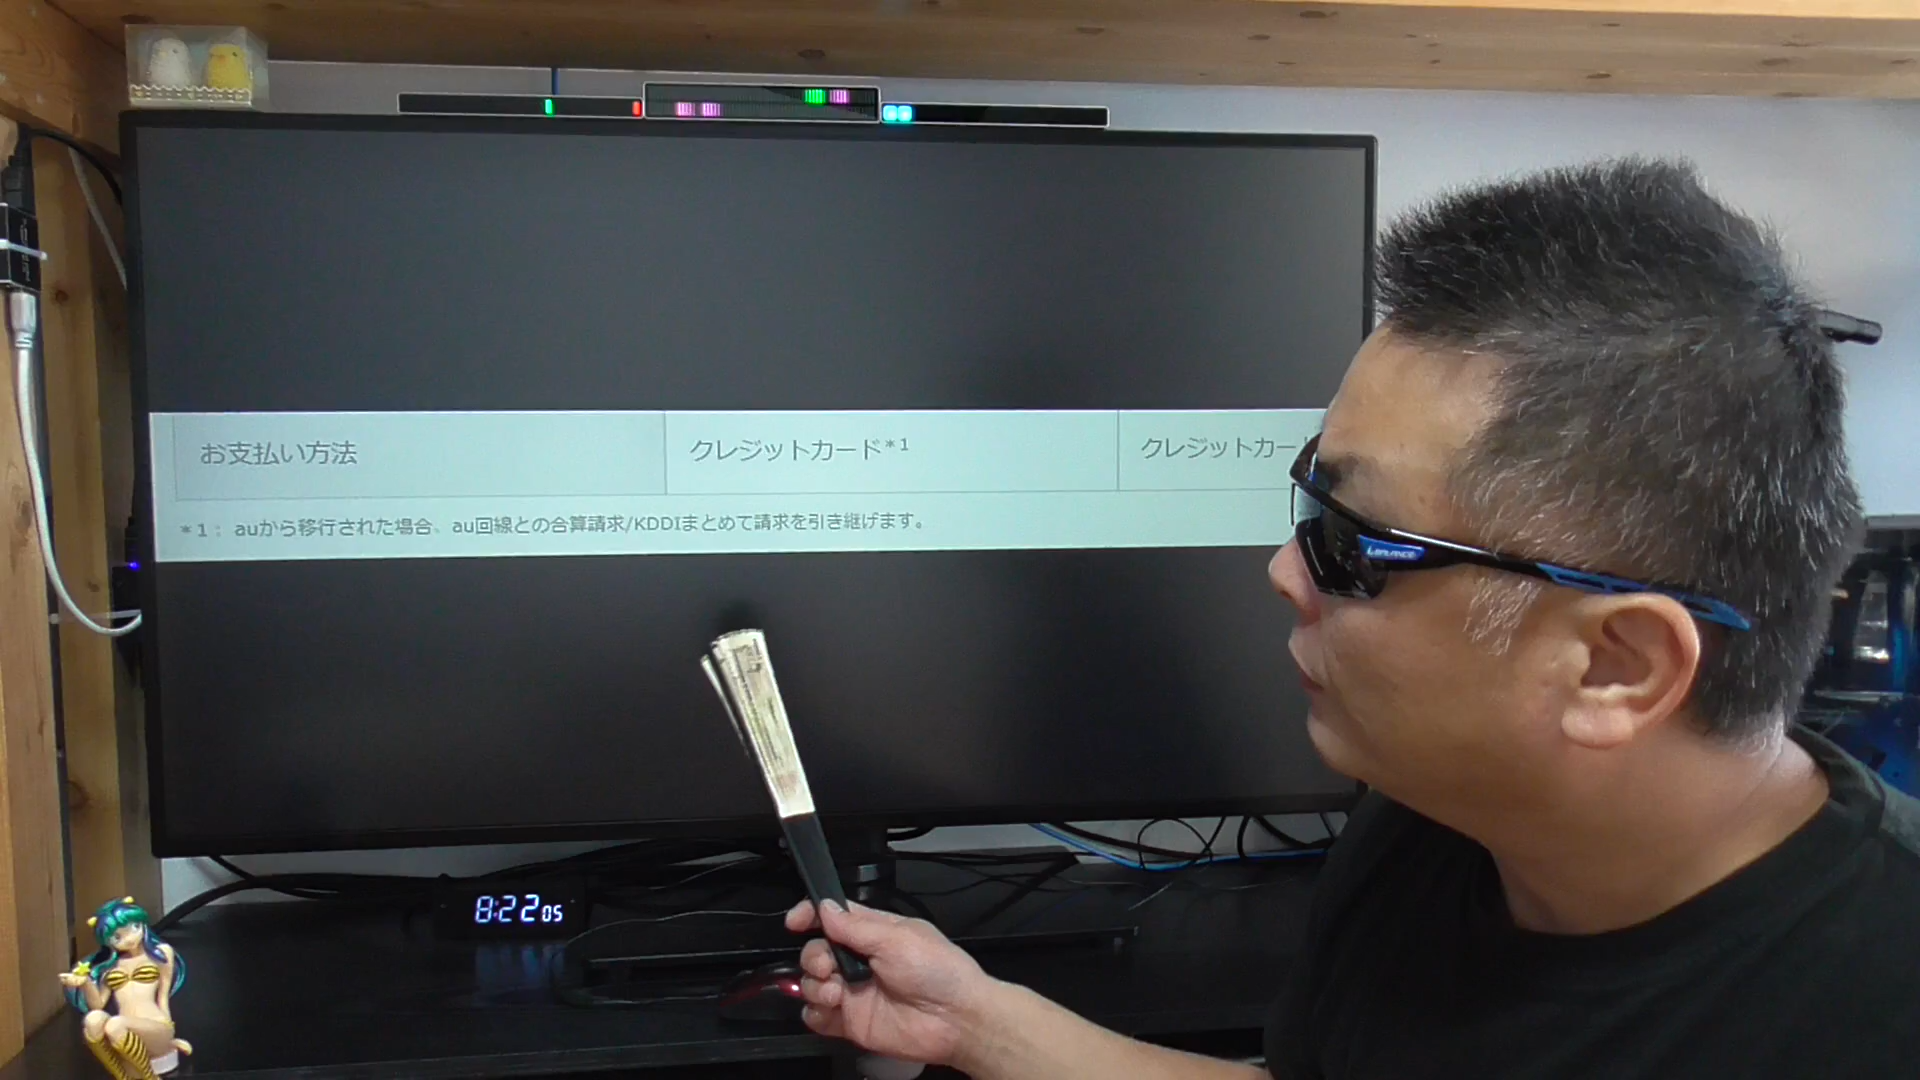 お支払い方法
クレジットカード*1
クレジットカー
*1： auから移行された場合、au回線との合算請求/KDDIまとめて請求を引き継げます。
8:22 05